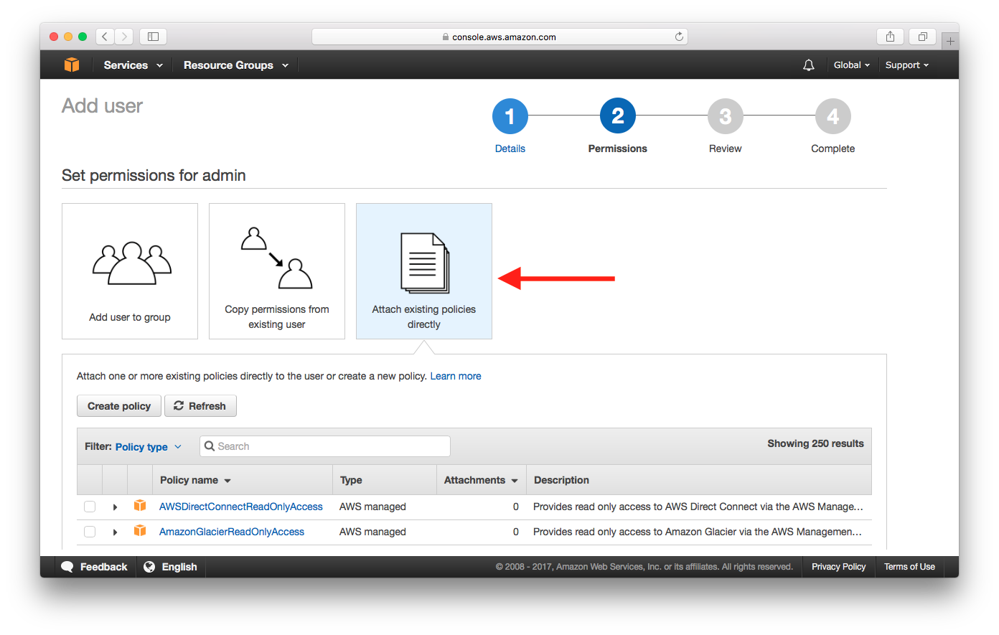 console.aws.amazon.com
Services
Resource Groups
Global
Support
Add user
1
2
3
4
Details
Permissions
Review
Complete
Set permissions for admin
Add user to group
Copy permissions from
existing user
Attach existing policies
directly
Attach one or more existing policies directly to the user or create a new policy. Learn more
Create policy
Refresh
Filter: Policy type
Search
Showing 250 results
Policy name
Type
Attachments
Description
AWSDirectConnectReadOnlyAccess
AWS managed
0
Provides read only access to AWS Direct Connect via the AWS Manage...
AmazonGlacierReadOnlyAccess
AWS managed
0
Provides read only access to Amazon Glacier via the AWS Managemen...
Feedback
English
© 2008 - 2017, Amazon Web Services, Inc. or its affiliates. All rights reserved.
Privacy Policy
Terms of Use